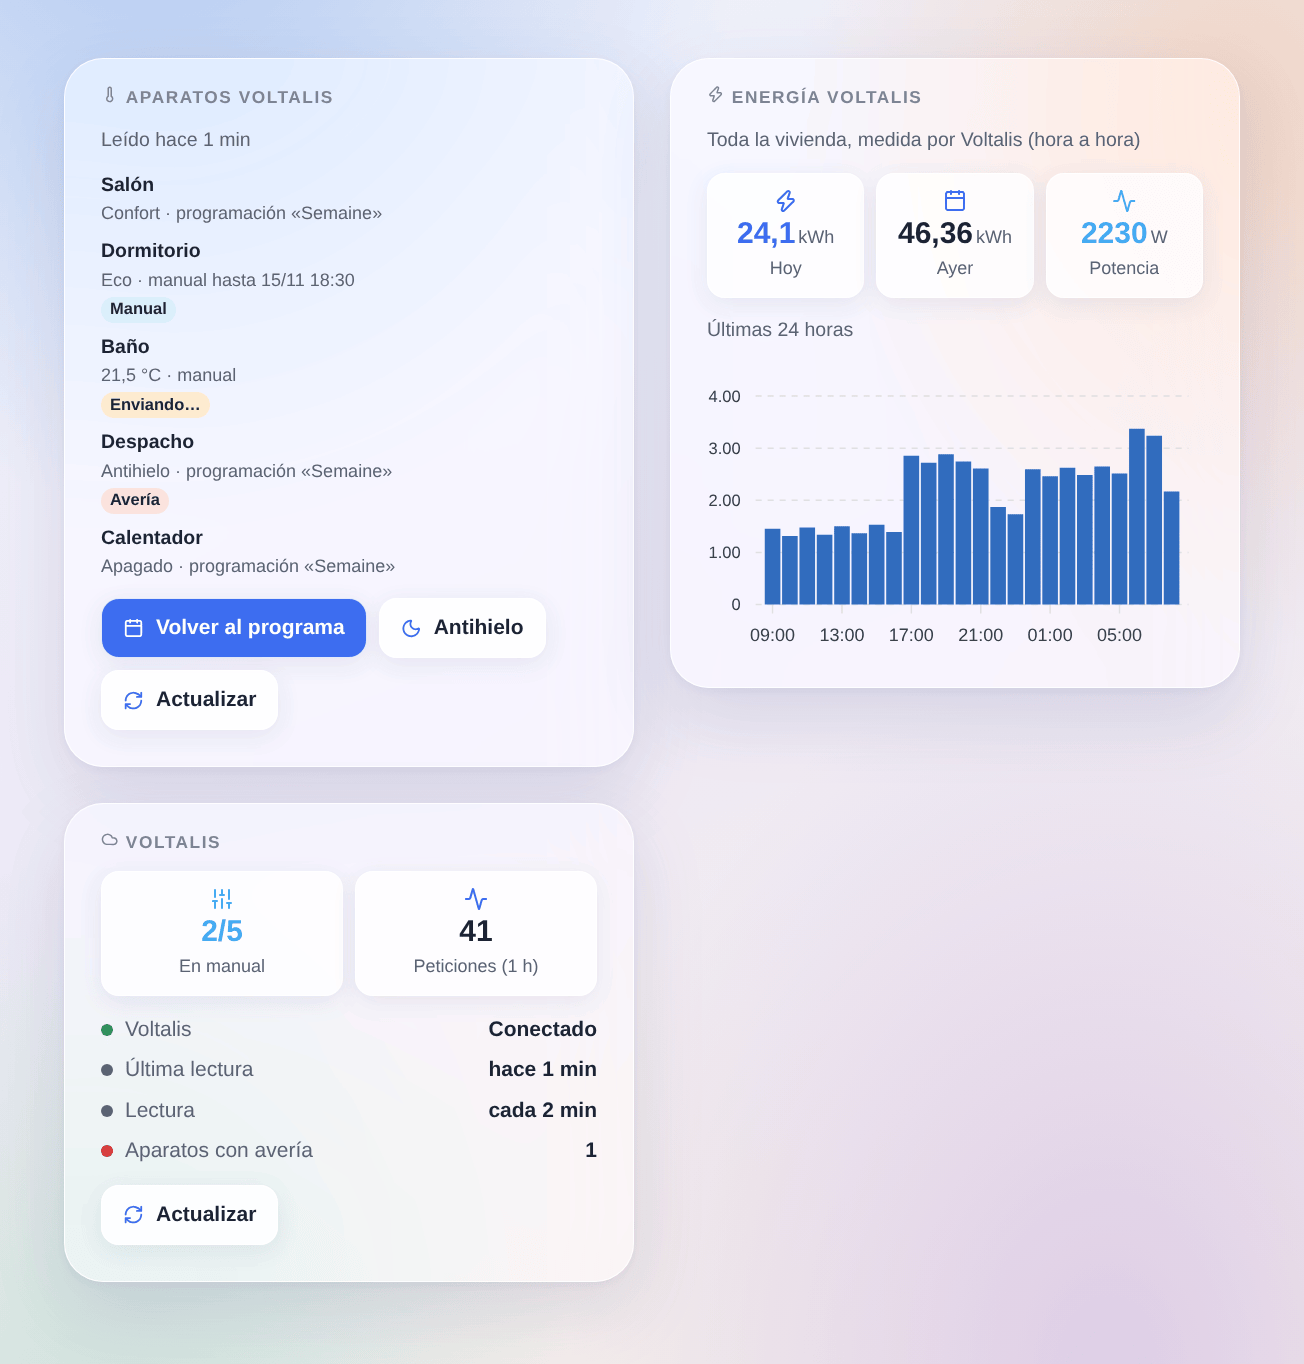 APARATOS VOLTALIS
Leído hace 1 min
Salón
Confort · programación «Semaine»
Dormitorio
Eco · manual hasta 15/11 18:30
Manual
Baño
21,5 °C · manual
Enviando…
Despacho
Antihielo · programación «Semaine»
Avería
Calentador
Apagado · programación «Semaine»
Volver al programa
Antihielo
Actualizar
ENERGÍA VOLTALIS
Toda la vivienda, medida por Voltalis (hora a hora)
24,1 kWh
Hoy
46,36 kWh
Ayer
2230 W
Potencia
Últimas 24 horas
4.00
3.00
2.00
1.00
0
09:00 13:00 17:00 21:00 01:00 05:00
VOLTALIS
2/5
En manual
41
Peticiones (1 h)
Voltalis Conectado
Última lectura hace 1 min
Lectura cada 2 min
Aparatos con avería 1
Actualizar